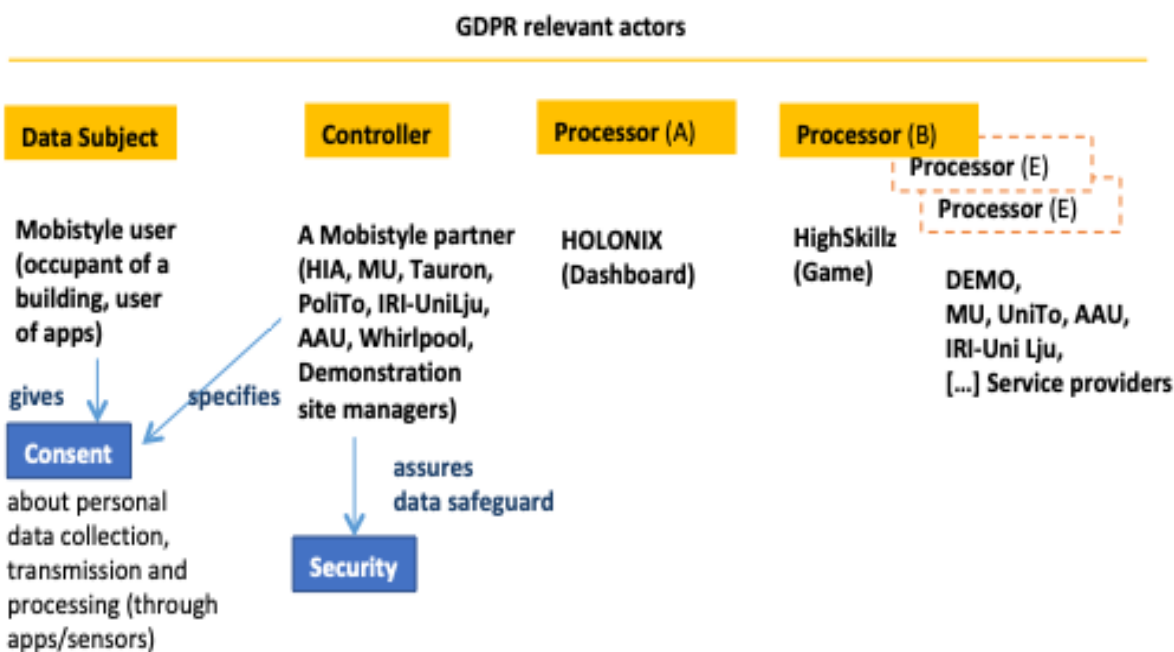 GDPR relevant actors
Data Subject
Controller
Processor (A)
Processor (B)
Processor (E)
Processor (E)
Mobistyle user
(occupant of a
building, user
of apps)
gives
Consent
about personal
data collection,
transmission and
processing (through
apps/sensors)
A Mobistyle partner
(HIA, MU, Tauron,
PoliTo, IRI-UniLju,
AAU, Whirlpool,
Demonstration
site managers)
specifies
assures
data safeguard
Security
HOLONIX
(Dashboard)
HighSkillz
(Game)
DEMO,
MU, UniTo, AAU,
IRI-Uni Lju,
[...] Service providers